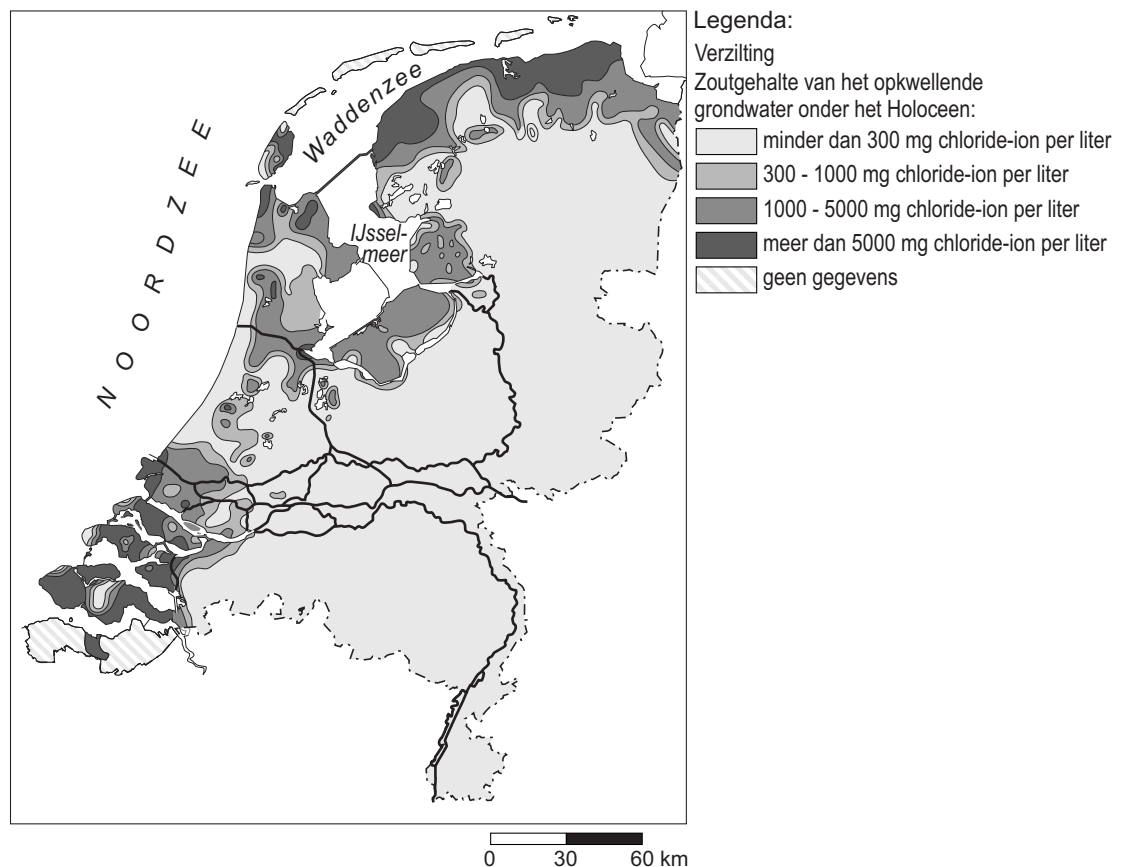 Legenda:
Verzilting
Zoutgehalte van het opkwellende
grondwater onder het Holoceen:
minder dan 300 mg chloride-ion per liter
300 - 1000 mg chloride-ion per liter
1000 - 5000 mg chloride-ion per liter
meer dan 5000 mg chloride-ion per liter
geen gegevens
Waddenzee
NOORDZEE
IJssel-
meer
0 30 60 km